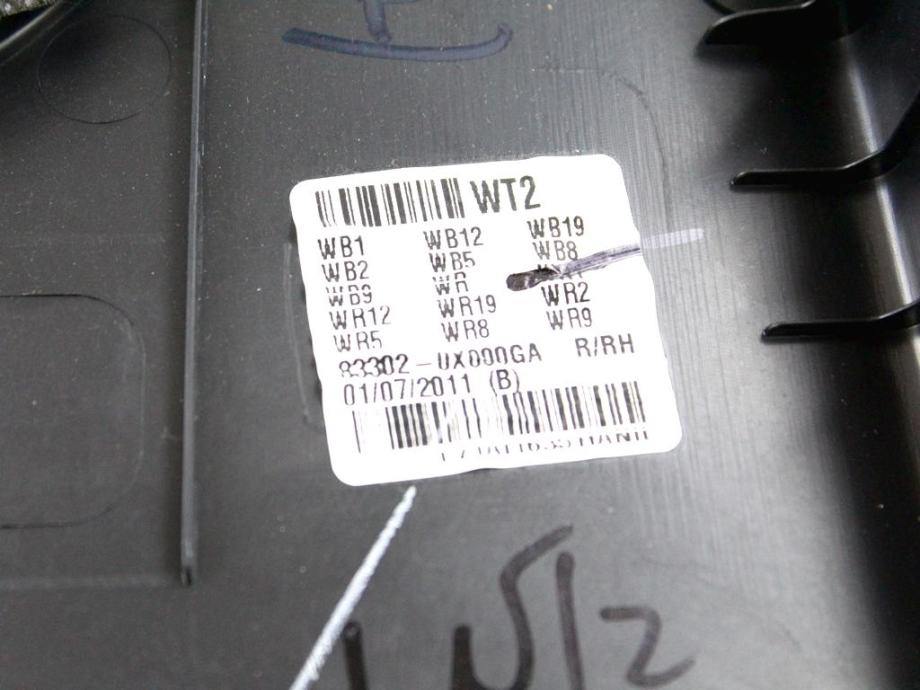 WT2
WB1 WB12 WB19
WB2 WB5 WB8
WB9 WR
WR12 WR19 WR2
WR5 WR8 WR9
83302-UX000GA R/RH
01/07/2011 (B)